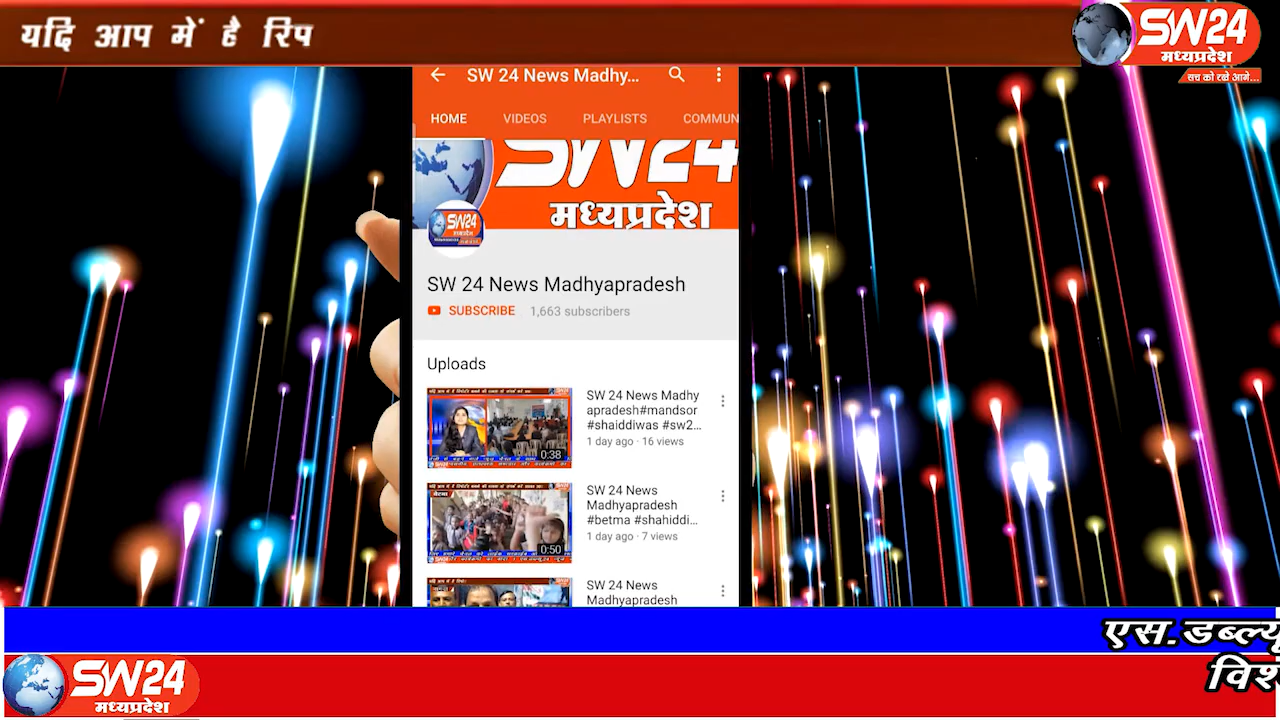 यदि आप में है रिप
SW24
मध्यप्रदेश
सच को रखे आगे...
SW 24 News Madhy...
HOME VIDEOS PLAYLISTS COMMUN
SW24
मध्यप्रदेश
SW24
SW 24 News Madhyapradesh
SUBSCRIBE 1,663 subscribers
Uploads
SW 24 News Madhy
apradesh#mandsor
#shaiddiwas #sw2...
1 day ago · 16 views
0:38
SW 24 News
Madhyapradesh
#betma #shahiddi...
1 day ago · 7 views
0:50
SW 24 News
Madhyapradesh
एस.डब्ल्यू
विश
SW24
मध्यप्रदेश